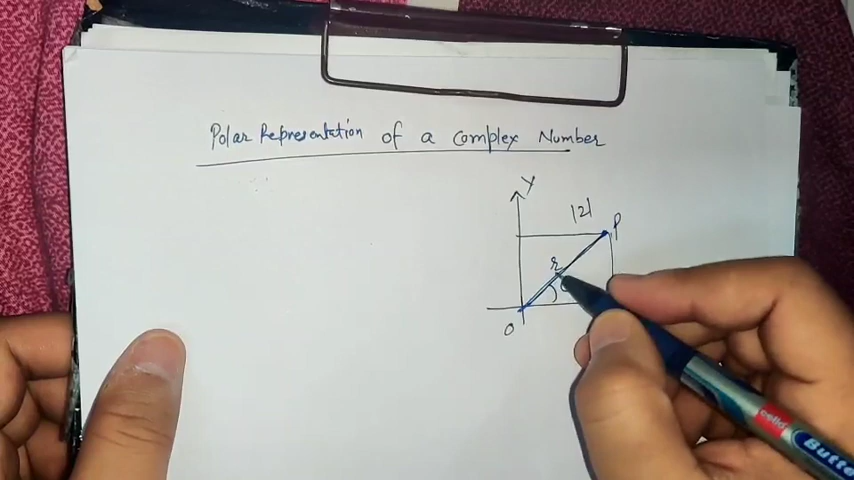 Polar Representation of a Complex Number
Y
|z|
P
r
O
cello
Butte